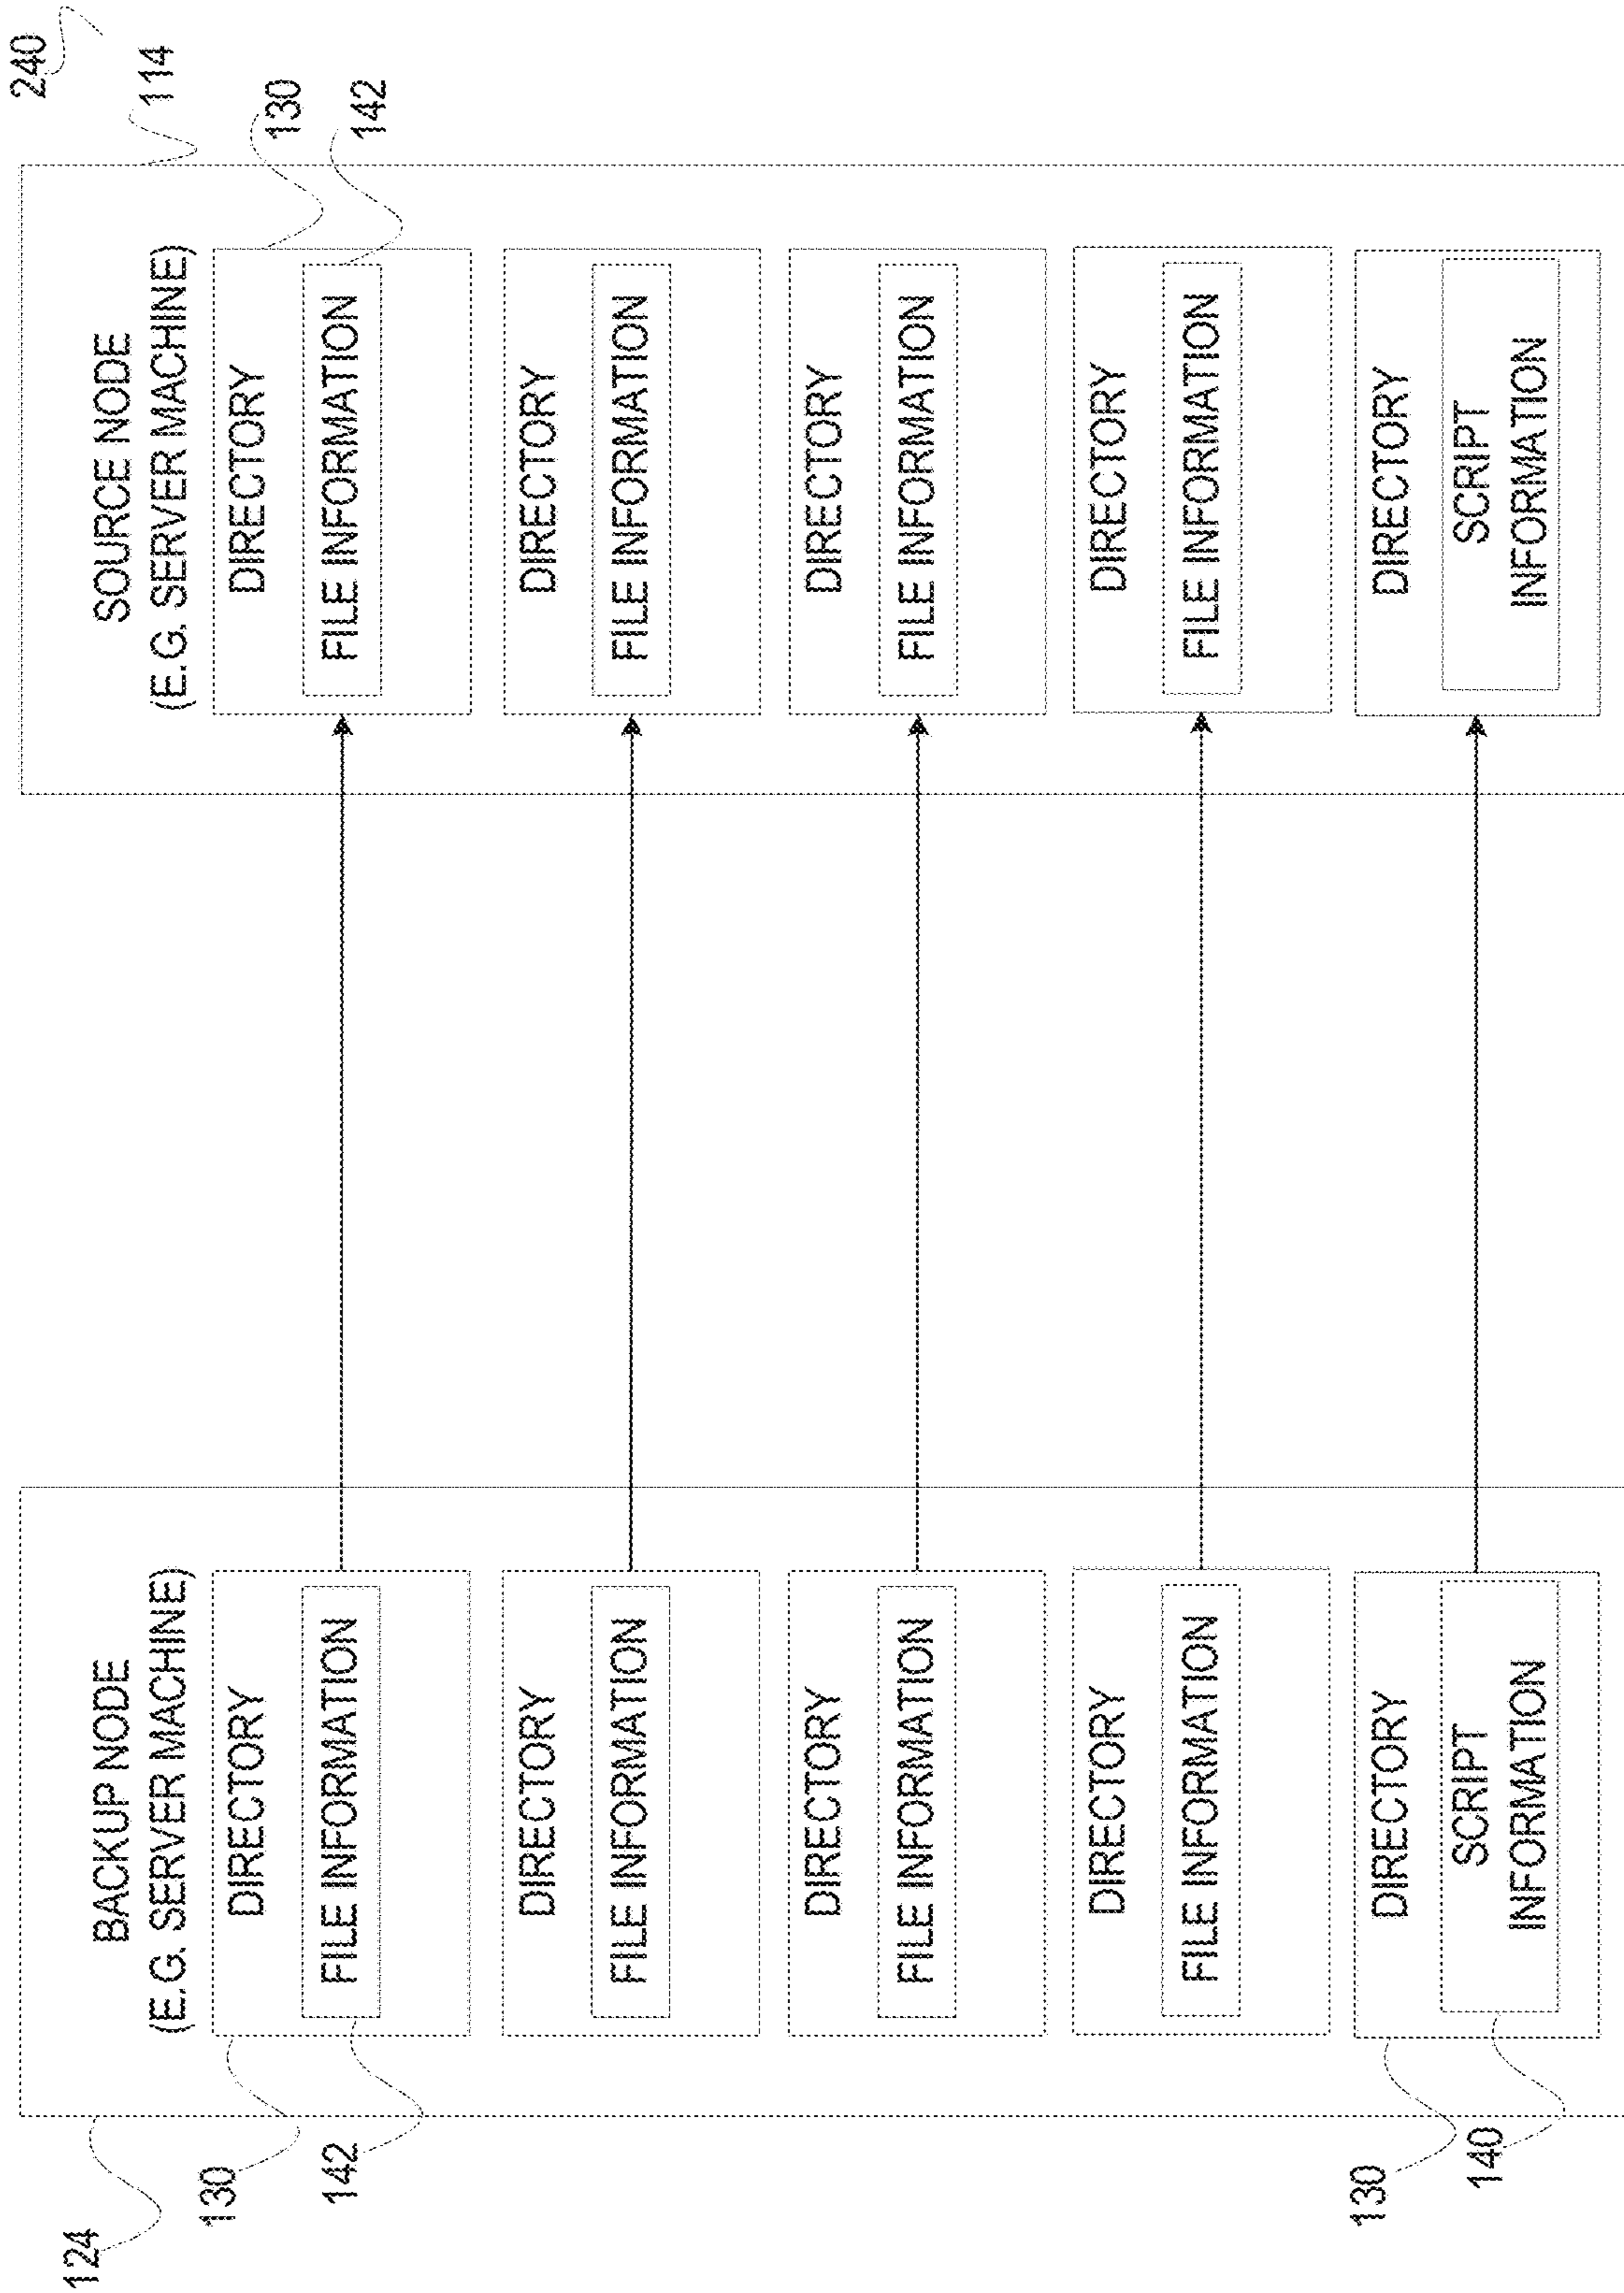 240
114
BACKUP NODE
(E.G. SERVER MACHINE)
SOURCE NODE
(E.G. SERVER MACHINE)
124
130
142
DIRECTORY
FILE INFORMATION
DIRECTORY
FILE INFORMATION
130
142
DIRECTORY
FILE INFORMATION
DIRECTORY
FILE INFORMATION
DIRECTORY
FILE INFORMATION
DIRECTORY
FILE INFORMATION
DIRECTORY
FILE INFORMATION
DIRECTORY
FILE INFORMATION
130
140
DIRECTORY
SCRIPT
INFORMATION
DIRECTORY
SCRIPT
INFORMATION